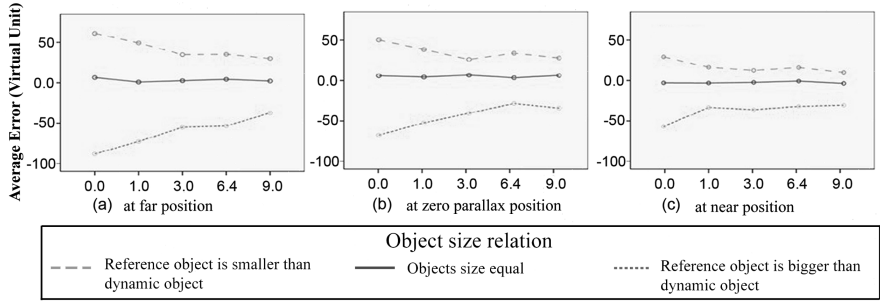 Average Error (Virtual Unit)
50
0.0
-50
-100
0.0 1.0 3.0 6.4 9.0
(a) at far position
50
0.0
-50
-100
0.0 1.0 3.0 6.4 9.0
(b) at zero parallax position
50
0.0
-50
-100
0.0 1.0 3.0 6.4 9.0
(c) at near position
Object size relation
Reference object is smaller than
dynamic object
Objects size equal
Reference object is bigger than
dynamic object